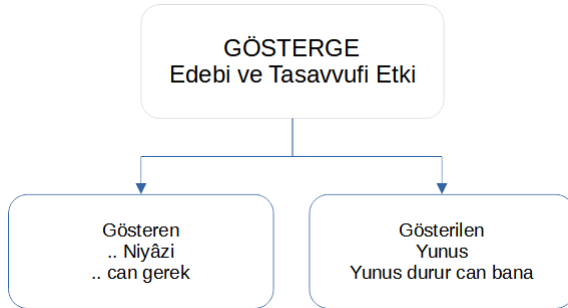 GÖSTERGE
Edebi ve Tasavvufi Etki
Gösteren
.. Niyâzi
.. can gerek
Gösterilen
Yunus
Yunus durur can bana